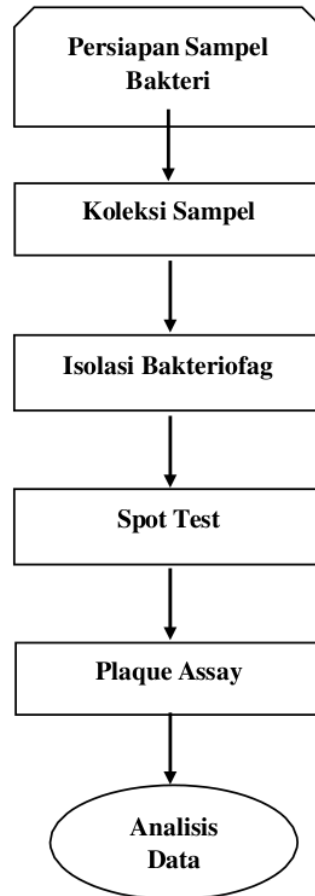 Persiapan Sampel
Bakteri
Koleksi Sampel
Isolasi Bakteriofag
Spot Test
Plaque Assay
Analisis
Data